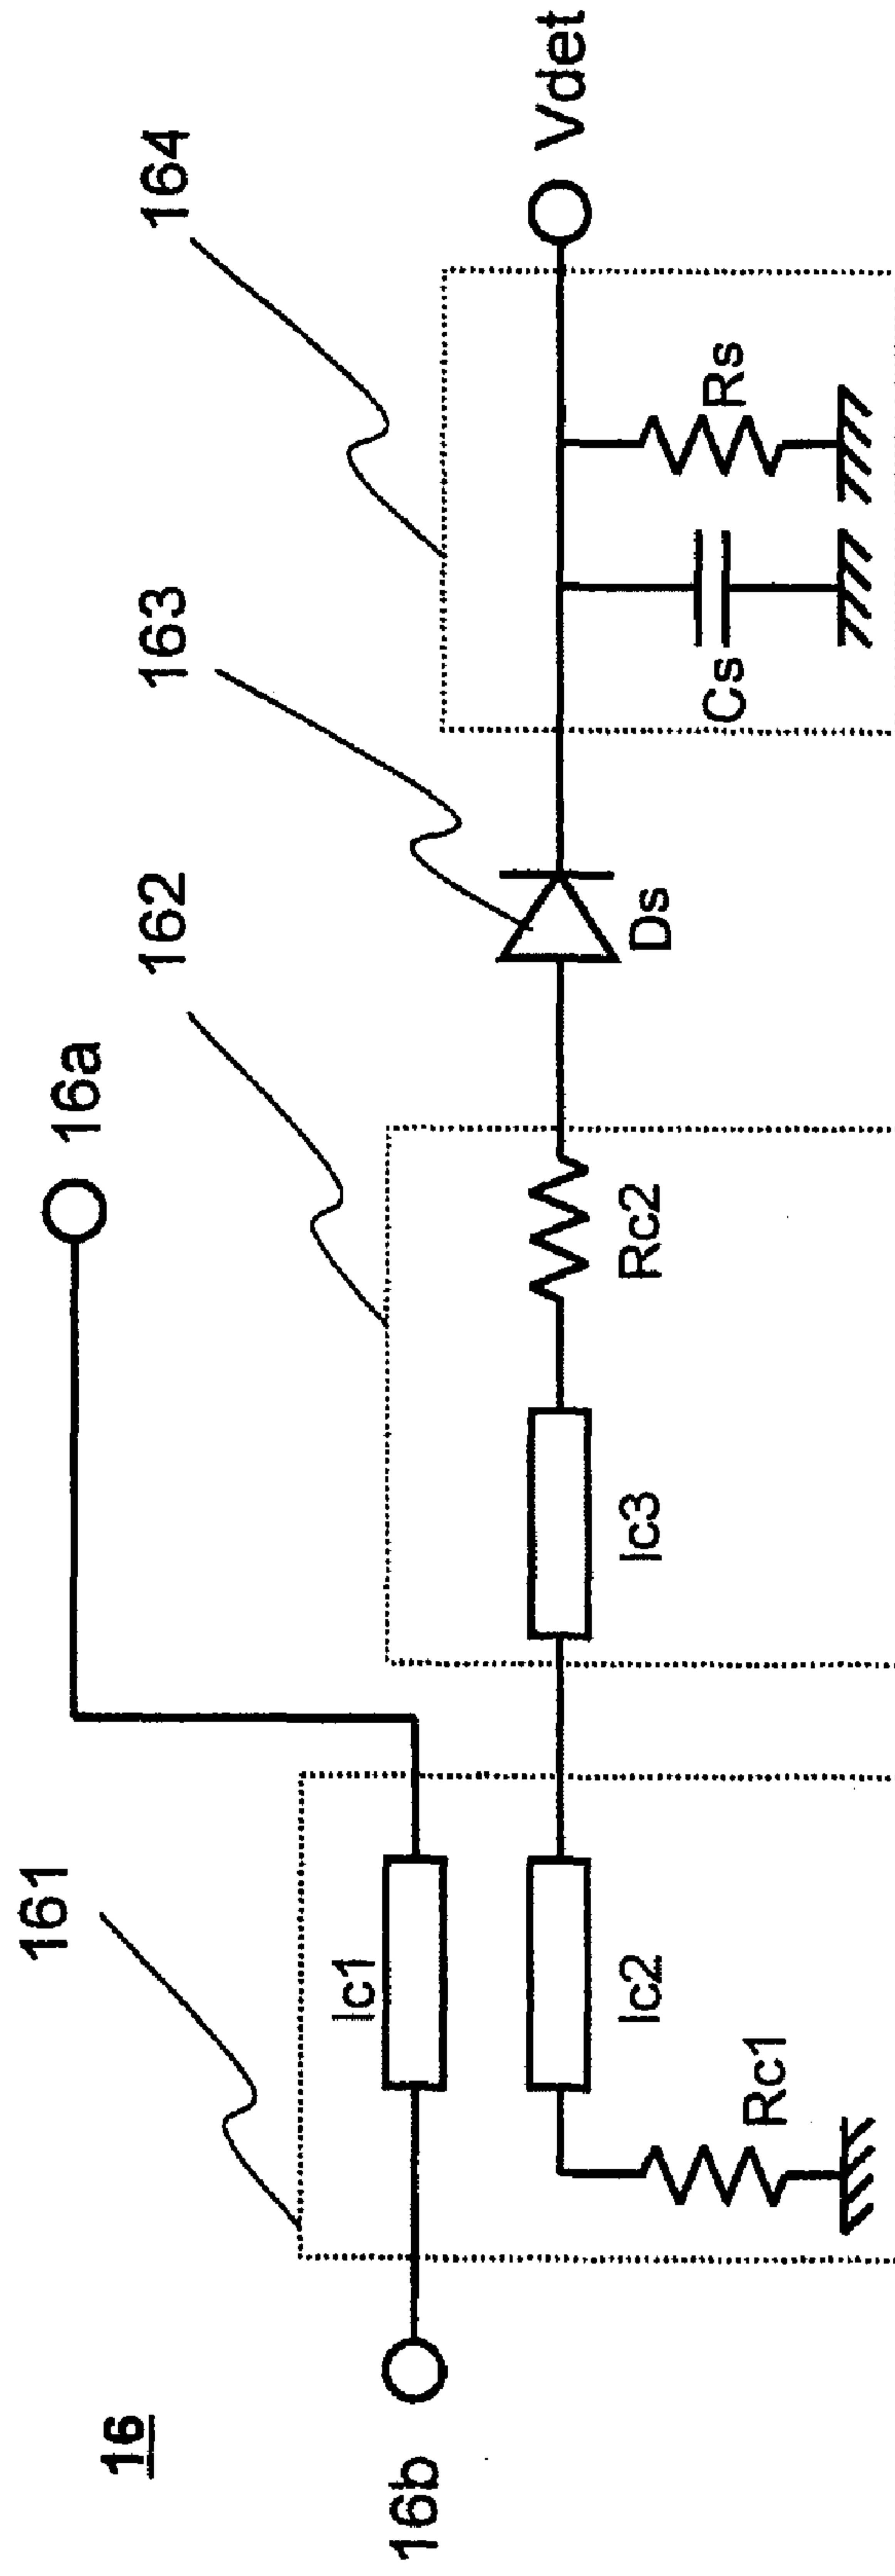 16
161
16a
162
163
164
16b
lc1
lc2
Rc1
lc3
Rc2
Ds
Cs
Rs
Vdet